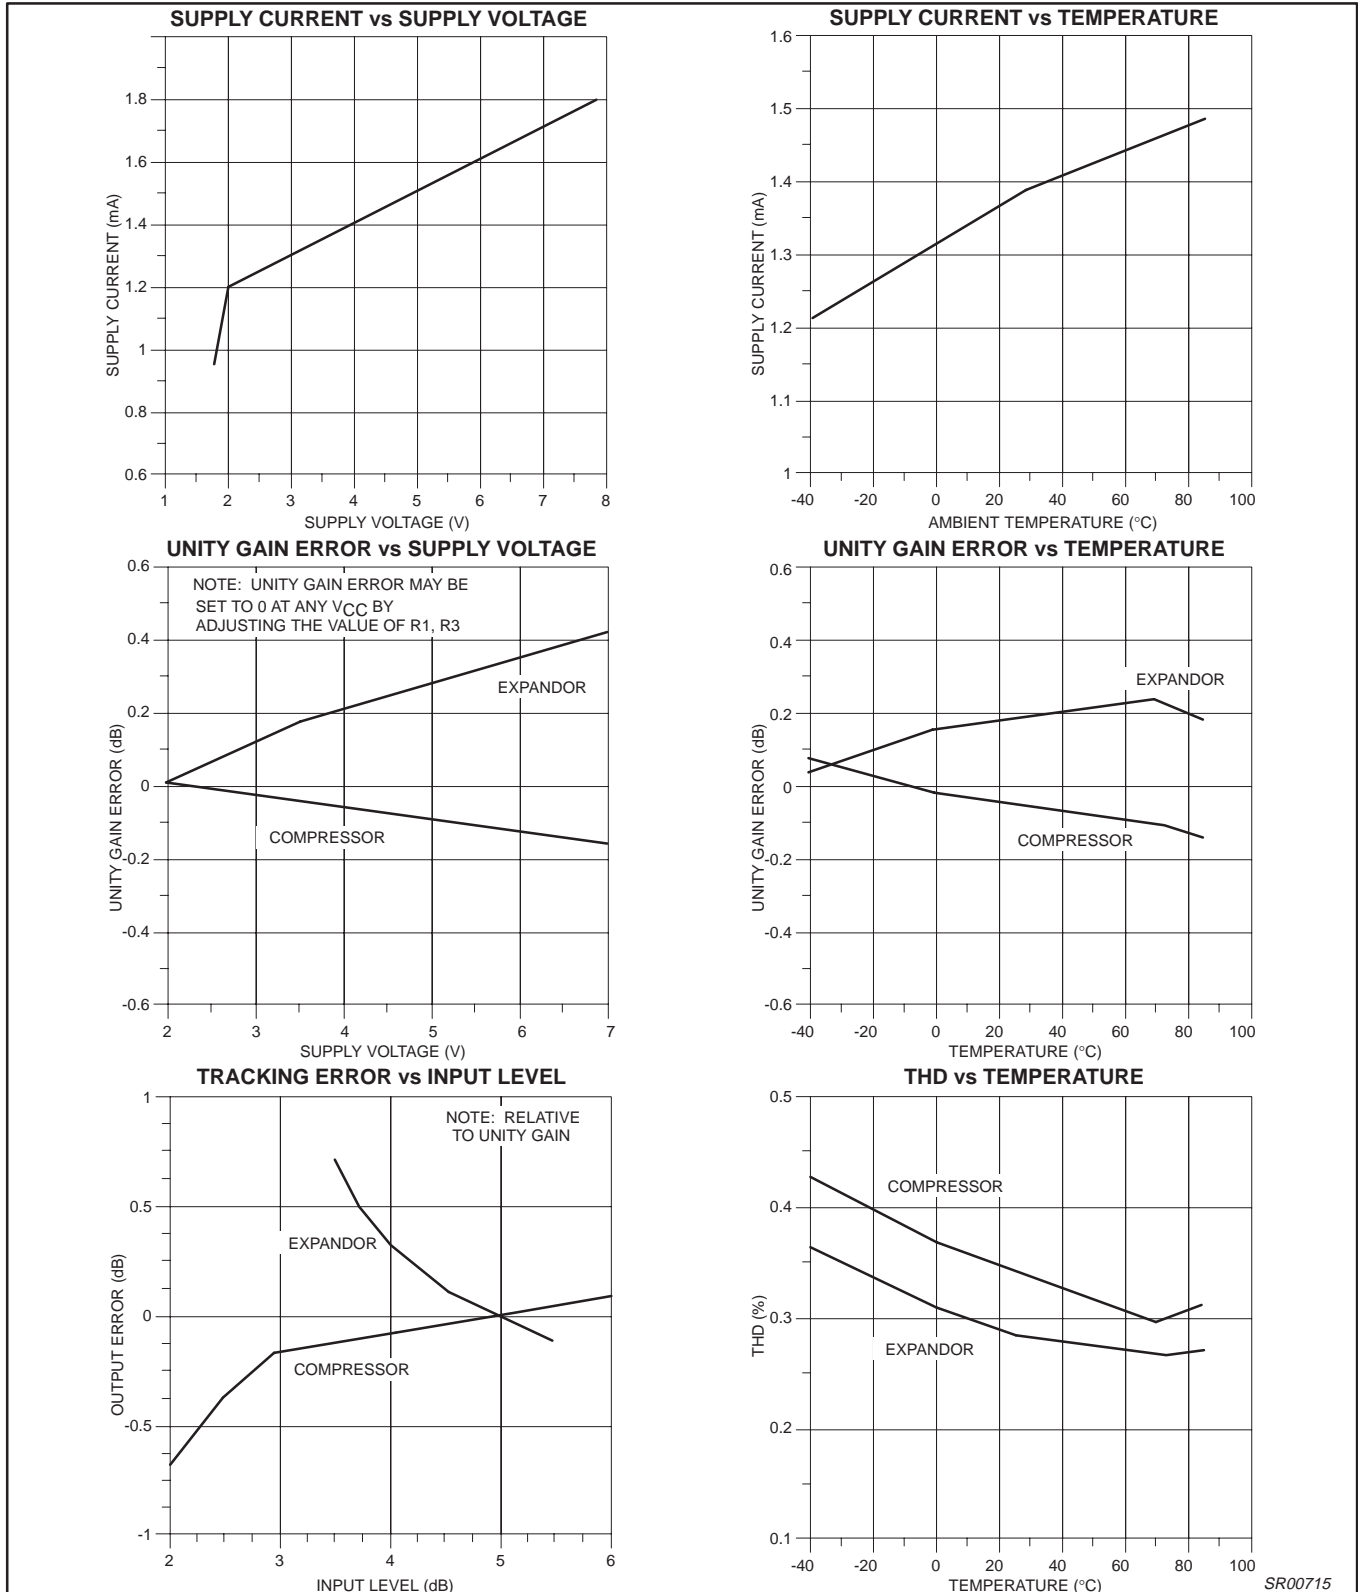 SUPPLY CURRENT vs SUPPLY VOLTAGE
1.8
1.6
1.4
1.2
1
0.8
0.6
SUPPLY CURRENT (mA)
1 2 3 4 5 6 7 8
SUPPLY VOLTAGE (V)
SUPPLY CURRENT vs TEMPERATURE
1.6
1.5
1.4
1.3
1.2
1.1
1
SUPPLY CURRENT (mA)
-40 -20 0 20 40 60 80 100
AMBIENT TEMPERATURE (°C)
UNITY GAIN ERROR vs SUPPLY VOLTAGE
NOTE: UNITY GAIN ERROR MAY BE
SET TO 0 AT ANY VCC BY
ADJUSTING THE VALUE OF R1, R3
0.6
0.4
0.2
0
-0.2
-0.4
-0.6
UNITY GAIN ERROR (dB)
EXPANDOR
COMPRESSOR
2 3 4 5 6 7
SUPPLY VOLTAGE (V)
UNITY GAIN ERROR vs TEMPERATURE
0.6
0.4
0.2
0
-0.2
-0.4
-0.6
UNITY GAIN ERROR (dB)
EXPANDOR
COMPRESSOR
-40 -20 0 20 40 60 80 100
TEMPERATURE (°C)
TRACKING ERROR vs INPUT LEVEL
NOTE: RELATIVE
TO UNITY GAIN
1
0.5
0
-0.5
-1
OUTPUT ERROR (dB)
EXPANDOR
COMPRESSOR
2 3 4 5 6
INPUT LEVEL (dB)
THD vs TEMPERATURE
0.5
0.4
0.3
0.2
0.1
THD (%)
COMPRESSOR
EXPANDOR
-40 -20 0 20 40 60 80 100
TEMPERATURE (°C)
SR00715